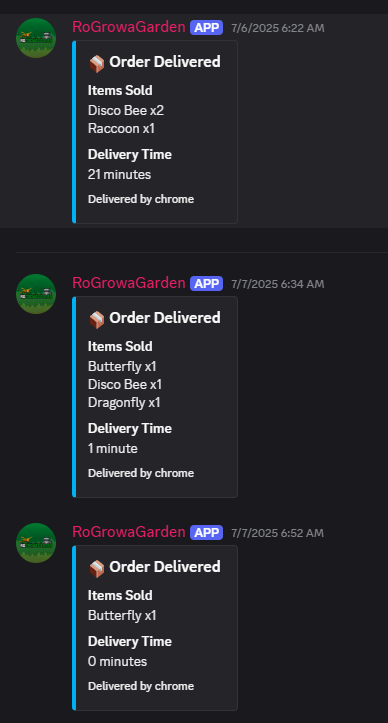 RoGrowaGarden APP 7/6/2025 6:22 AM
Order Delivered
Items Sold
Disco Bee x2
Raccoon x1
Delivery Time
21 minutes
Delivered by chrome
RoGrowaGarden APP 7/7/2025 6:34 AM
Order Delivered
Items Sold
Butterfly x1
Disco Bee x1
Dragonfly x1
Delivery Time
1 minute
Delivered by chrome
RoGrowaGarden APP 7/7/2025 6:52 AM
Order Delivered
Items Sold
Butterfly x1
Delivery Time
0 minutes
Delivered by chrome